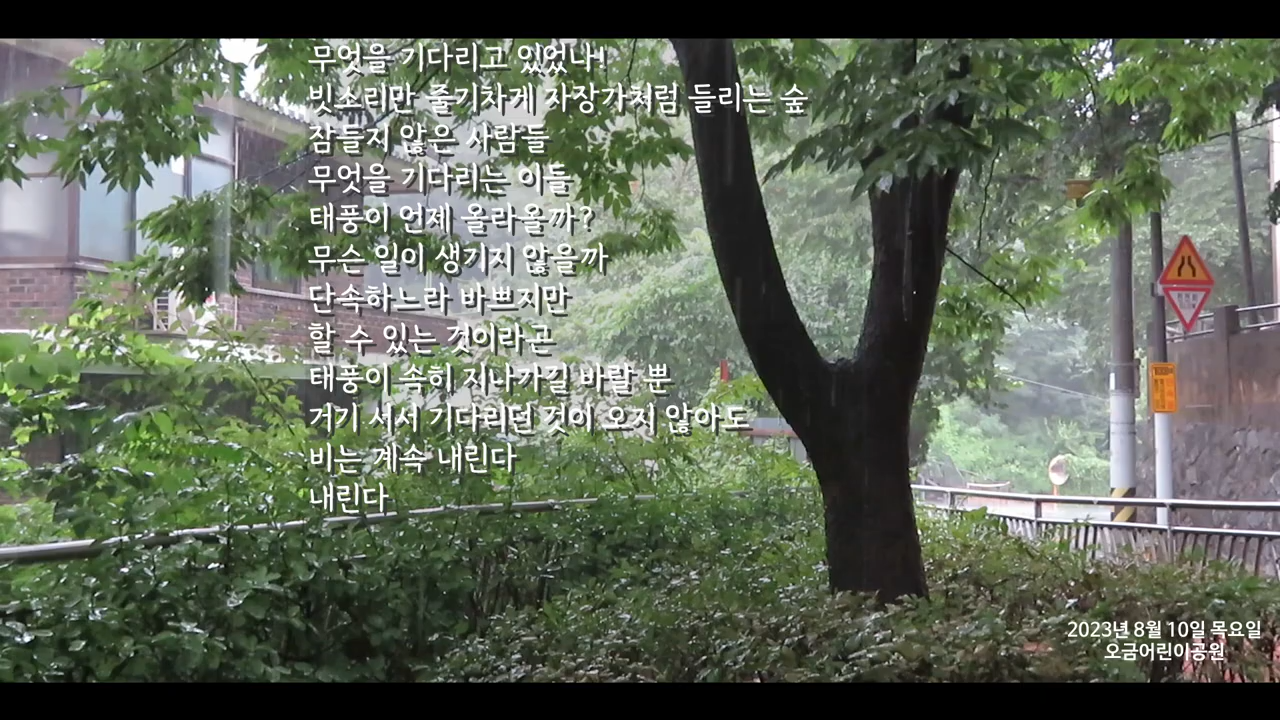 무엇을 기다리고 있었나!
빗소리만 줄기차게 자장가처럼 들리는 숲
잠들지 않은 사람들
무엇을 기다리는 이들
태풍이 언제 올라올까?
무슨 일이 생기지 않을까
단속하느라 바쁘지만
할 수 있는 것이라곤
태풍이 속히 지나가길 바랄 뿐
거기 서서 기다리던 것이 오지 않아도
비는 계속 내린다
내린다
2023년 8월 10일 목요일
오금어린이공원